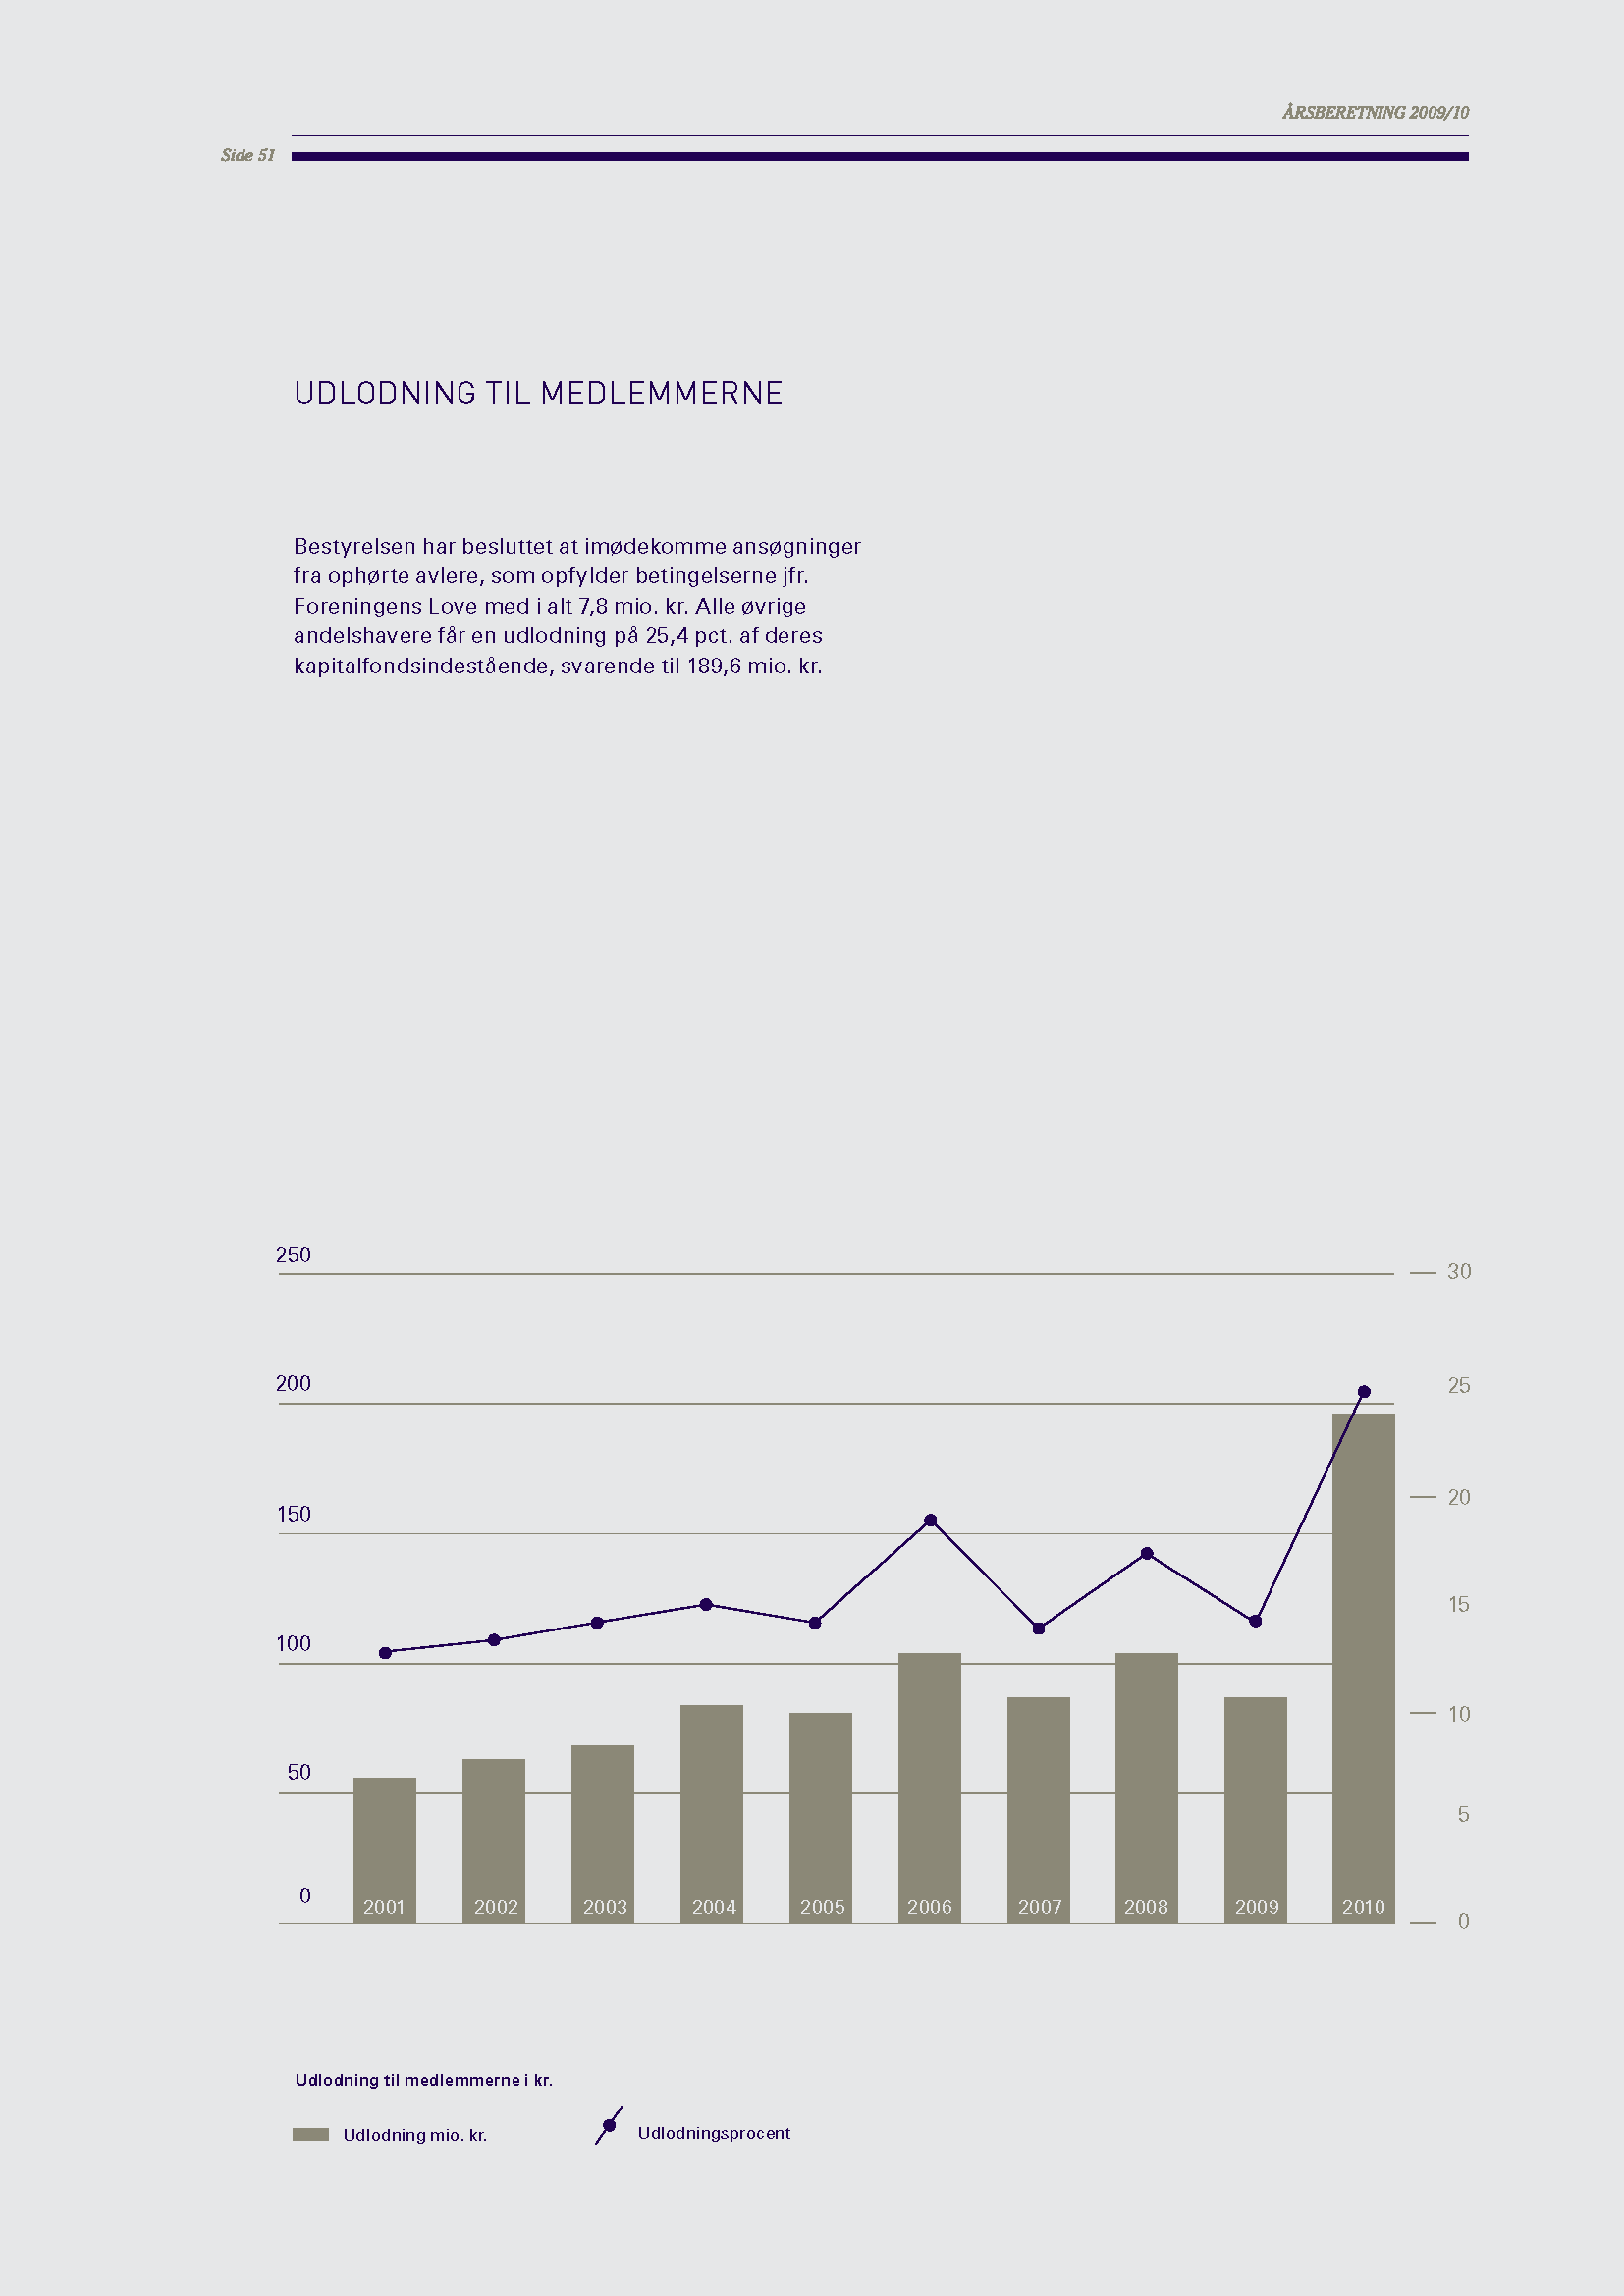 ÅRSBERETNING 2009/10
Side 51
UDLODNING TIL MEDLEMMERNE
Bestyrelsen har besluttet at imødekomme ansøgninger
fra ophørte avlere, som opfylder betingelserne jfr.
Foreningens Love med i alt 7,8 mio. kr. Alle øvrige
andelshavere får en udlodning på 25,4 pct. af deres
kapitalfondsindestående, svarende til 189,6 mio. kr.
250
30
200
25
150
20
15
100
10
50
5
0
2001 2002 2003 2004 2005 2006 2007 2008 2009 2010
0
Udlodning til medlemmerne i kr.
Udlodning mio. kr.
Udlodningsprocent